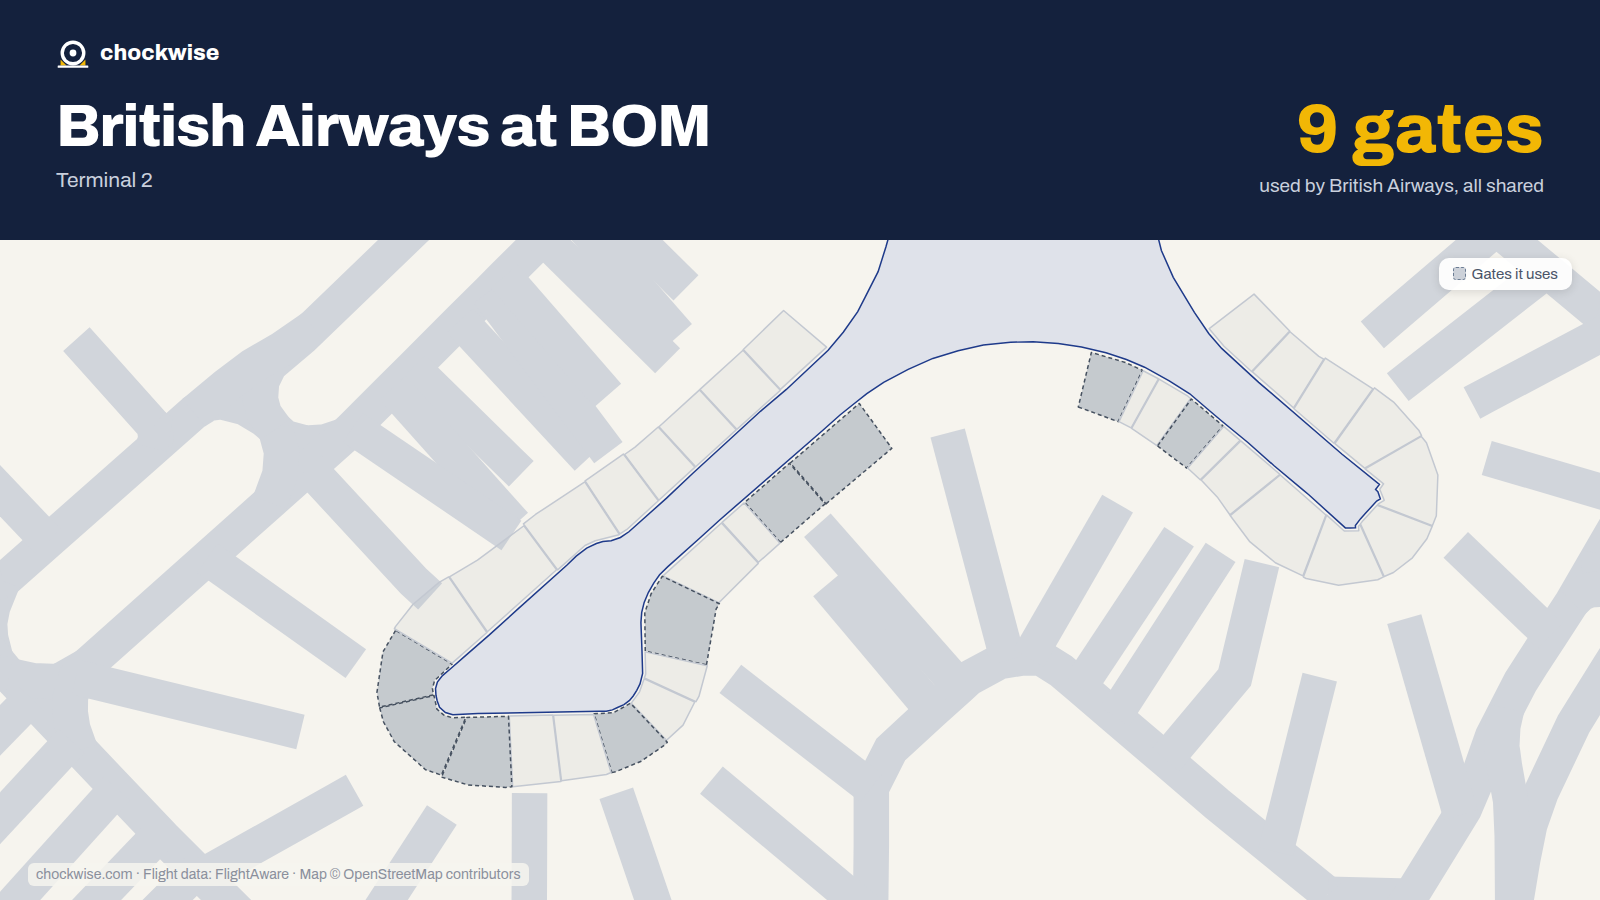 chockwise
British Airways at BOM
Terminal 2
9 gates
used by British Airways, all shared
Gates it uses
chockwise.com · Flight data: FlightAware · Map © OpenStreetMap contributors